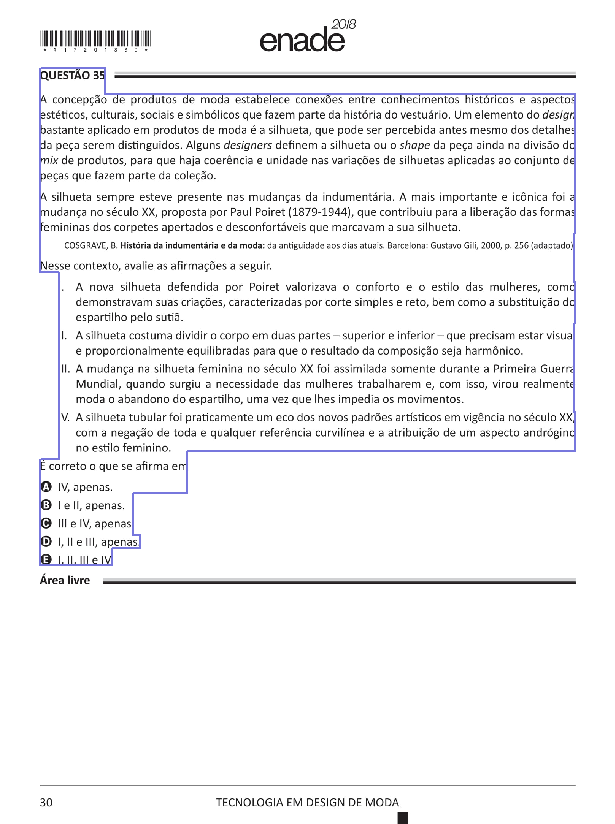 *R1720183​0*
enade2018
QUESTÃO 35
A concepção de produtos de moda estabelece conexões entre conhecimentos históricos e aspectos
estéticos, culturais, sociais e simbólicos que fazem parte da história do vestuário. Um elemento do design
bastante aplicado em produtos de moda é a silhueta, que pode ser percebida antes mesmo dos detalhes
da peça serem distinguidos. Alguns designers definem a silhueta ou o shape da peça ainda na divisão do
mix de produtos, para que haja coerência e unidade nas variações de silhuetas aplicadas ao conjunto de
peças que fazem parte da coleção.
A silhueta sempre esteve presente nas mudanças da indumentária. A mais importante e icônica foi a
mudança no século XX, proposta por Paul Poiret (1879-1944), que contribuiu para a liberação das formas
femininas dos corpetes apertados e desconfortáveis que marcavam a sua silhueta.
COSGRAVE, B. História da indumentária e da moda: da antiguidade aos dias atuais. Barcelona: Gustavo Gili, 2000, p. 256 (adaptado)
Nesse contexto, avalie as afirmações a seguir.
. A nova silhueta defendida por Poiret valorizava o conforto e o estilo das mulheres, como
demonstravam suas criações, caracterizadas por corte simples e reto, bem como a substituição do
espartilho pelo sutiã.
I. A silhueta costuma dividir o corpo em duas partes – superior e inferior – que precisam estar visual
e proporcionalmente equilibradas para que o resultado da composição seja harmônico.
II. A mudança na silhueta feminina no século XX foi assimilada somente durante a Primeira Guerra
Mundial, quando surgiu a necessidade das mulheres trabalharem e, com isso, virou realmente
moda o abandono do espartilho, uma vez que lhes impedia os movimentos.
V. A silhueta tubular foi praticamente um eco dos novos padrões artísticos em vigência no século XX,
com a negação de toda e qualquer referência curvilínea e a atribuição de um aspecto andrógino
no estilo feminino.
É correto o que se afirma em
A IV, apenas.
B I e II, apenas.
C III e IV, apenas
D I, II e III, apenas.
E I, II, III e IV
Área livre
30 TECNOLOGIA EM DESIGN DE MODA